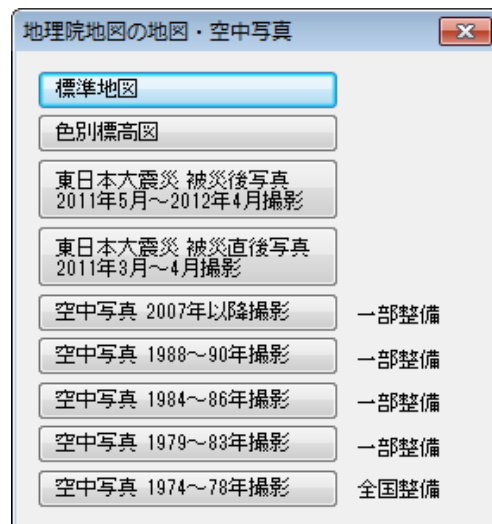 地理院地図の地図・空中写真
標準地図
色別標高図
東日本大震災 被災後写真
2011年5月～2012年4月撮影
東日本大震災 被災直後写真
2011年3月～4月撮影
空中写真 2007年以降撮影 一部整備
空中写真 1988～90年撮影 一部整備
空中写真 1984～86年撮影 一部整備
空中写真 1979～83年撮影 一部整備
空中写真 1974～78年撮影 全国整備